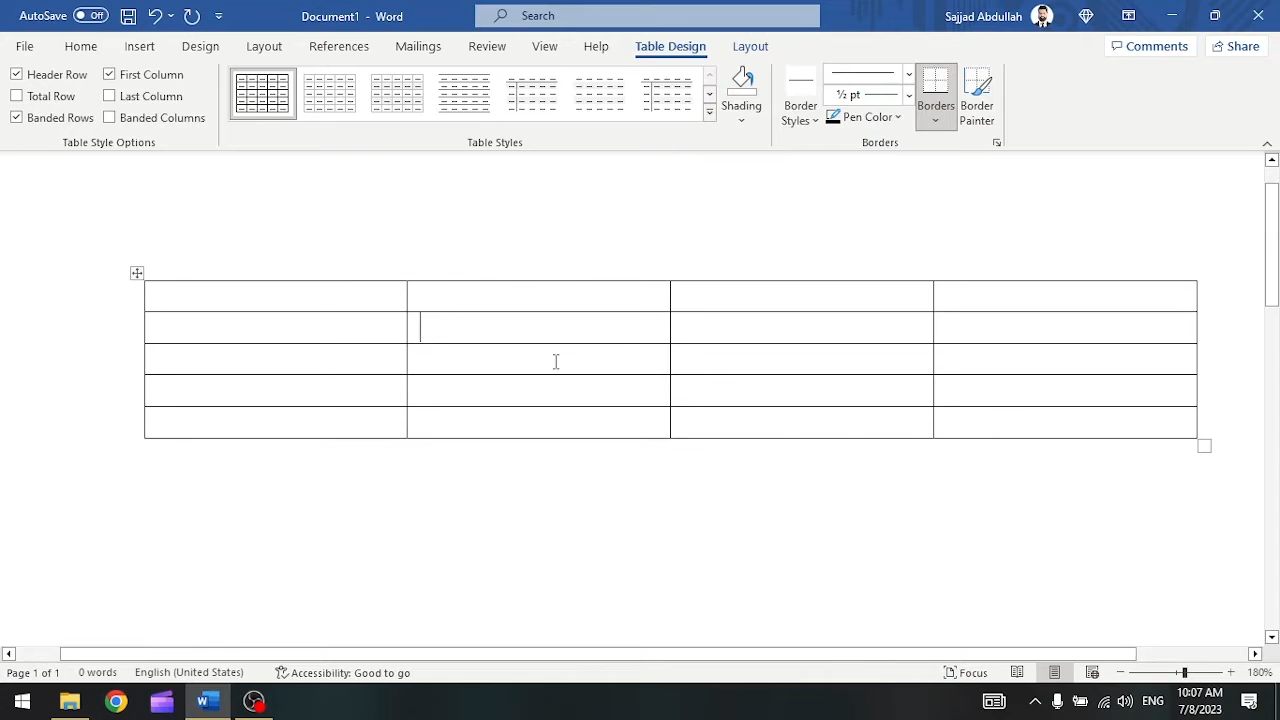 AutoSave Off Document1 - Word Search Sajjad Abdullah
File Home Insert Design Layout References Mailings Review View Help Table Design Layout Comments Share
Header Row First Column
Total Row Last Column
Banded Rows Banded Columns
Table Style Options
Table Styles
Shading
Border Styles
½ pt
Pen Color
Borders
Border Painter
Borders
Page 1 of 1 0 words English (United States) Accessibility: Good to go Focus 180%
ENG 10:07 AM
7/8/2023